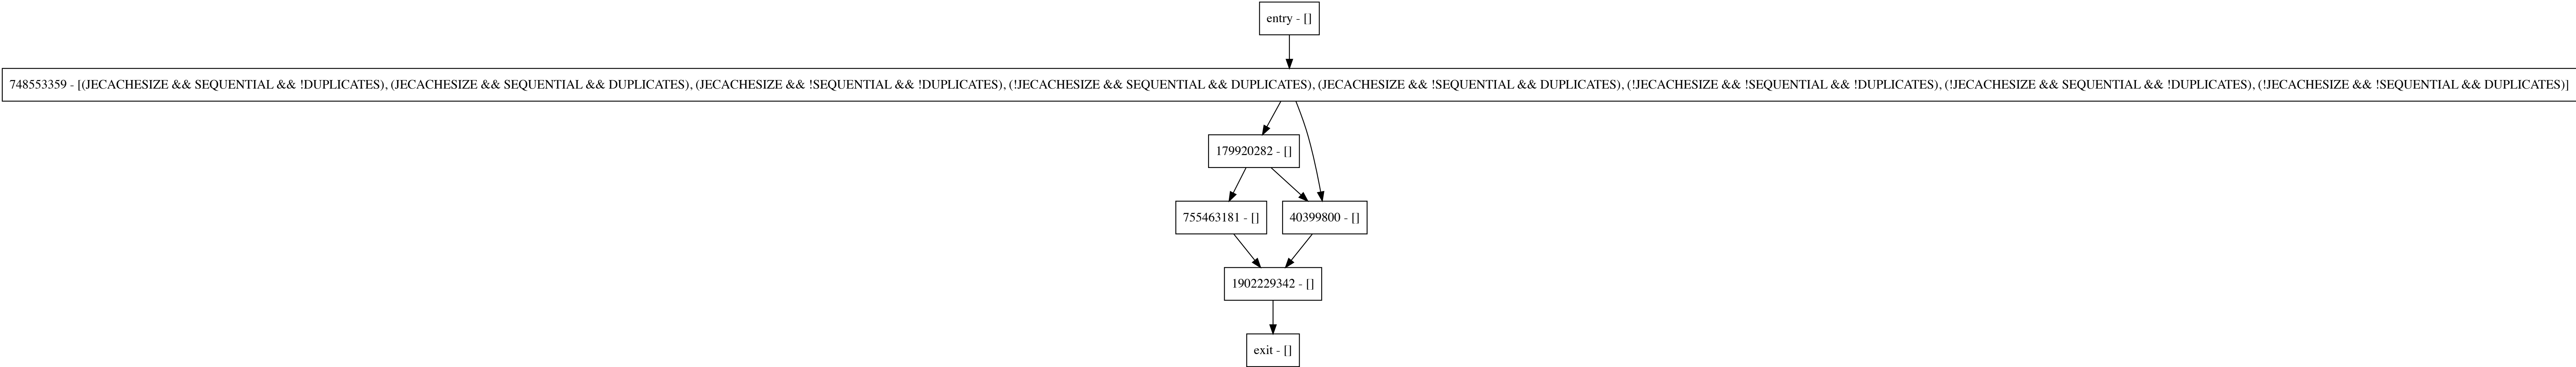 entry - []
748553359 - [(JECACHESIZE && SEQUENTIAL && !DUPLICATES), (JECACHESIZE && SEQUENTIAL && DUPLICATES), (JECACHESIZE && !SEQUENTIAL && !DUPLICATES), (!JECACHESIZE && SEQUENTIAL && DUPLICATES), (JECACHESIZE && !SEQUENTIAL && DUPLICATES), (!JECACHESIZE && !SEQUENTIAL && !DUPLICATES), (!JECACHESIZE && SEQUENTIAL && !DUPLICATES), (!JECACHESIZE && !SEQUENTIAL && DUPLICATES)]
179920282 - []
755463181 - []
40399800 - []
1902229342 - []
exit - []